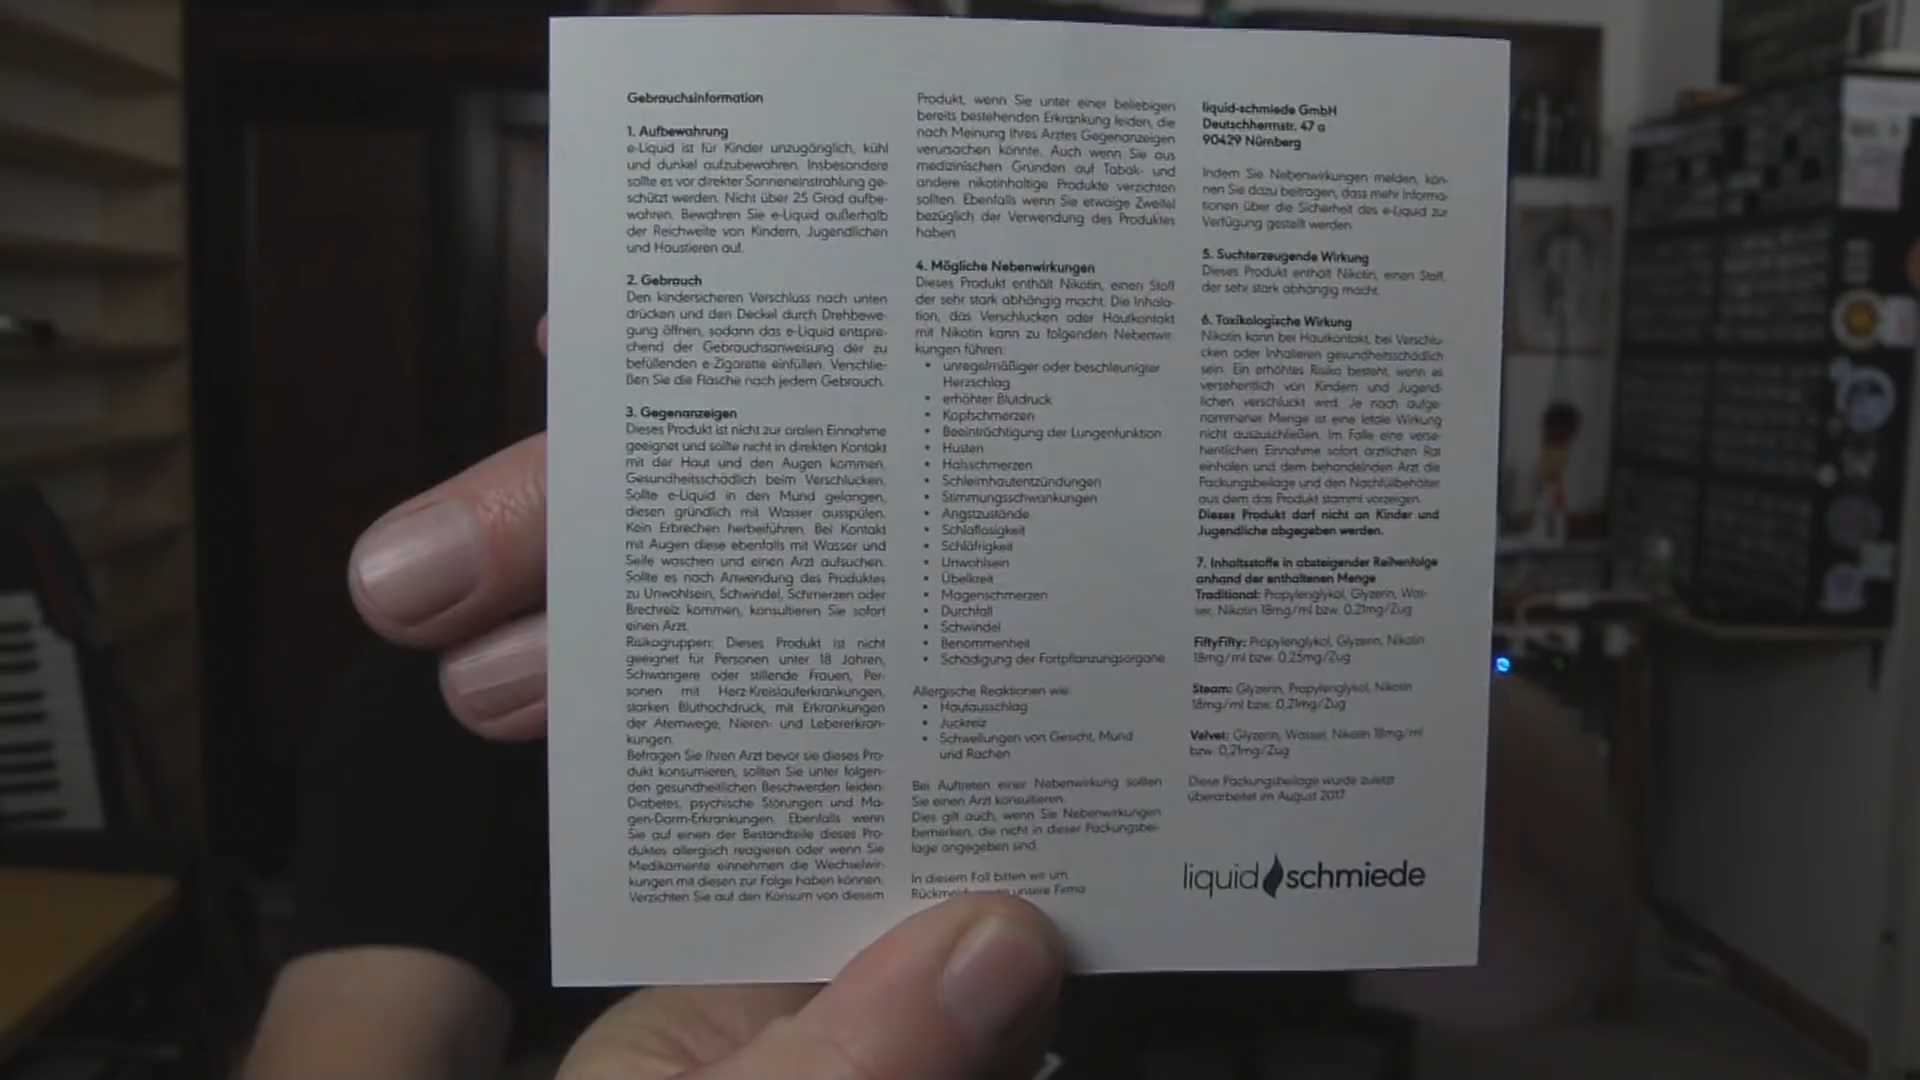 Gebrauchsinformation
1. Aufbewahrung
e-Liquid ist für Kinder unzugänglich, kühl
und dunkel aufzubewahren. Insbesondere
sollte es vor direkter Sonneneinstrahlung ge-
schützt werden. Nicht über 25 Grad aufbe-
wahren. Bewahren Sie e-Liquid außerhalb
der Reichweite von Kindern, Jugendlichen
und Haustieren auf.
2. Gebrauch
Den kindersicheren Verschluss nach unten
drücken und den Deckel durch Drehbewe-
gung öffnen, sodann das e-Liquid entspre-
chend der Gebrauchsanweisung der zu
befüllenden e-Zigarette einfüllen. Verschlie-
ßen Sie die Flasche nach jedem Gebrauch.
3. Gegenanzeigen
Dieses Produkt ist nicht zur oralen Einnahme
geeignet und sollte nicht in direkten Kontakt
mit der Haut und den Augen kommen.
Gesundheitsschädlich beim Verschlucken.
Sollte e-Liquid in den Mund gelangen,
diesen gründlich mit Wasser ausspülen.
Kein Erbrechen herbeiführen. Bei Kontakt
mit Augen diese ebenfalls mit Wasser und
Seife waschen und einen Arzt aufsuchen.
Sollte es nach Anwendung des Produktes
zu Unwohlsein, Schwindel, Schmerzen oder
Brechreiz kommen, konsultieren Sie sofort
einen Arzt.
Risikogruppen: Dieses Produkt ist nicht
geeignet für Personen unter 18 Jahren,
Schwangere oder stillende Frauen, Per-
sonen mit Herz-Kreislauferkrankungen,
starken Bluthochdruck, mit Erkrankungen
der Atemwege, Nieren- und Lebererkran-
kungen.
Befragen Sie Ihren Arzt bevor sie dieses Pro-
dukt konsumieren, sollten Sie unter folgen-
den gesundheitlichen Beschwerden leiden:
Diabetes, psychische Störungen und Ma-
gen-Darm-Erkrankungen. Ebenfalls wenn
Sie auf einen der Bestandteile dieses Pro-
duktes allergisch reagieren oder wenn Sie
Medikamente einnehmen die Wechselwir-
kungen mit diesen zur Folge haben können.
Verzichten Sie auf den Konsum von diesem
Produkt, wenn Sie unter einer beliebigen
bereits bestehenden Erkrankung leiden, die
nach Meinung Ihres Arztes Gegenanzeigen
verursachen könnte. Auch wenn Sie aus
medizinischen Gründen auf Tabak- und
andere nikotinhaltige Produkte verzichten
sollten. Ebenfalls wenn Sie etwaige Zweifel
bezüglich der Verwendung des Produktes
haben.
4. Mögliche Nebenwirkungen
Dieses Produkt enthält Nikotin, einen Stoff
der sehr stark abhängig macht. Die Inhala-
tion, das Verschlucken oder Hautkontakt
mit Nikotin kann zu folgenden Nebenwir-
kungen führen:
• unregelmäßiger oder beschleunigter
Herzschlag
• erhöhter Blutdruck
• Kopfschmerzen
• Beeinträchtigung der Lungenfunktion
• Husten
• Halsschmerzen
• Schleimhautentzündungen
• Stimmungsschwankungen
• Angstzustände
• Schlaflosigkeit
• Schläfrigkeit
• Unwohlsein
• Übelkeit
• Magenschmerzen
• Durchfall
• Schwindel
• Benommenheit
• Schädigung der Fortpflanzungsorgane
Allergische Reaktionen wie:
• Hautausschlag
• Juckreiz
• Schwellungen von Gesicht, Mund
und Rachen
Bei Auftreten einer Nebenwirkung sollten
Sie einen Arzt konsultieren.
Dies gilt auch, wenn Sie Nebenwirkungen
bemerken, die nicht in dieser Packungsbei-
lage angegeben sind.
In diesem Fall bitten wir um
unsere Firma
liquid-schmiede GmbH
Deutschherrnstr. 47 a
90429 Nürnberg
Indem Sie Nebenwirkungen melden, kön-
nen Sie dazu beitragen, dass mehr Informa-
tionen über die Sicherheit des e-Liquid zur
Verfügung gestellt werden.
5. Suchterzeugende Wirkung
Dieses Produkt enthält Nikotin, einen Stoff,
der sehr stark abhängig macht.
6. Toxikologische Wirkung
Nikotin kann bei Hautkontakt, bei Verschlu-
cken oder Inhalieren gesundheitsschädlich
sein. Ein erhöhtes Risiko besteht, wenn es
versehentlich von Kindern und Jugend-
lichen verschluckt wird. Je nach aufge-
nommener Menge ist eine letale Wirkung
nicht auszuschließen. Im Falle eine verse-
hentlichen Einnahme sofort ärztlichen Rat
einholen und dem behandelnden Arzt die
Packungsbeilage und den Nachfüllbehälter
aus dem das Produkt stammt vorzeigen.
Dieses Produkt darf nicht an Kinder und
Jugendliche abgegeben werden.
7. Inhaltsstoffe in absteigender Reihenfolge
anhand der enthaltenen Menge
Traditional: Propylenglykol, Glyzerin, Was-
ser, Nikotin 18mg/ml bzw. 0,21mg/Zug
FiftyFifty: Propylenglykol, Glyzerin, Nikotin
18mg/ml bzw. 0,25mg/Zug
Steam: Glyzerin, Propylenglykol, Nikotin
18mg/ml bzw. 0,21mg/Zug
Velvet: Glyzerin, Wasser, Nikotin 18mg/ml
bzw. 0,21mg/Zug
Diese Packungsbeilage wurde zuletzt
überarbeitet im August 2017
liquid schmiede